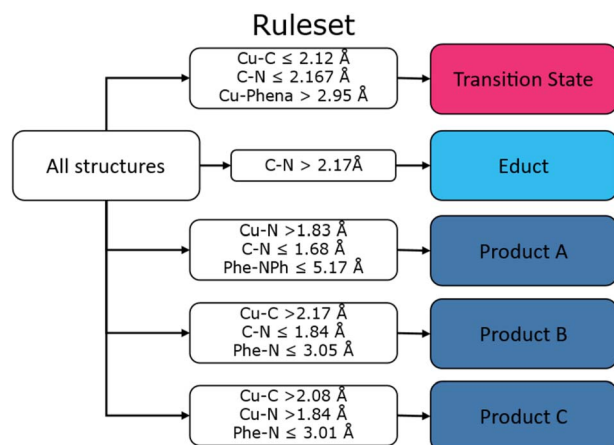 Ruleset
Cu-C ≤ 2.12 Å
C-N ≤ 2.167 Å
Cu-Phena > 2.95 Å
Transition State
All structures
C-N > 2.17Å
Educt
Cu-N >1.83 Å
C-N ≤ 1.68 Å
Phe-NPh ≤ 5.17 Å
Product A
Cu-C >2.17 Å
C-N ≤ 1.84 Å
Phe-N ≤ 3.05 Å
Product B
Cu-C >2.08 Å
Cu-N >1.84 Å
Phe-N ≤ 3.01 Å
Product C